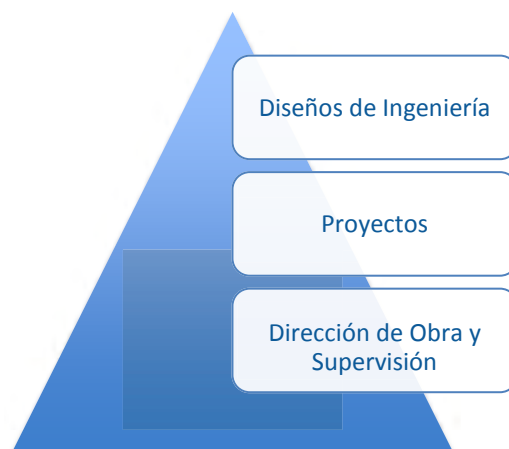 Diseños de Ingeniería
Proyectos
Dirección de Obra y
Supervisión